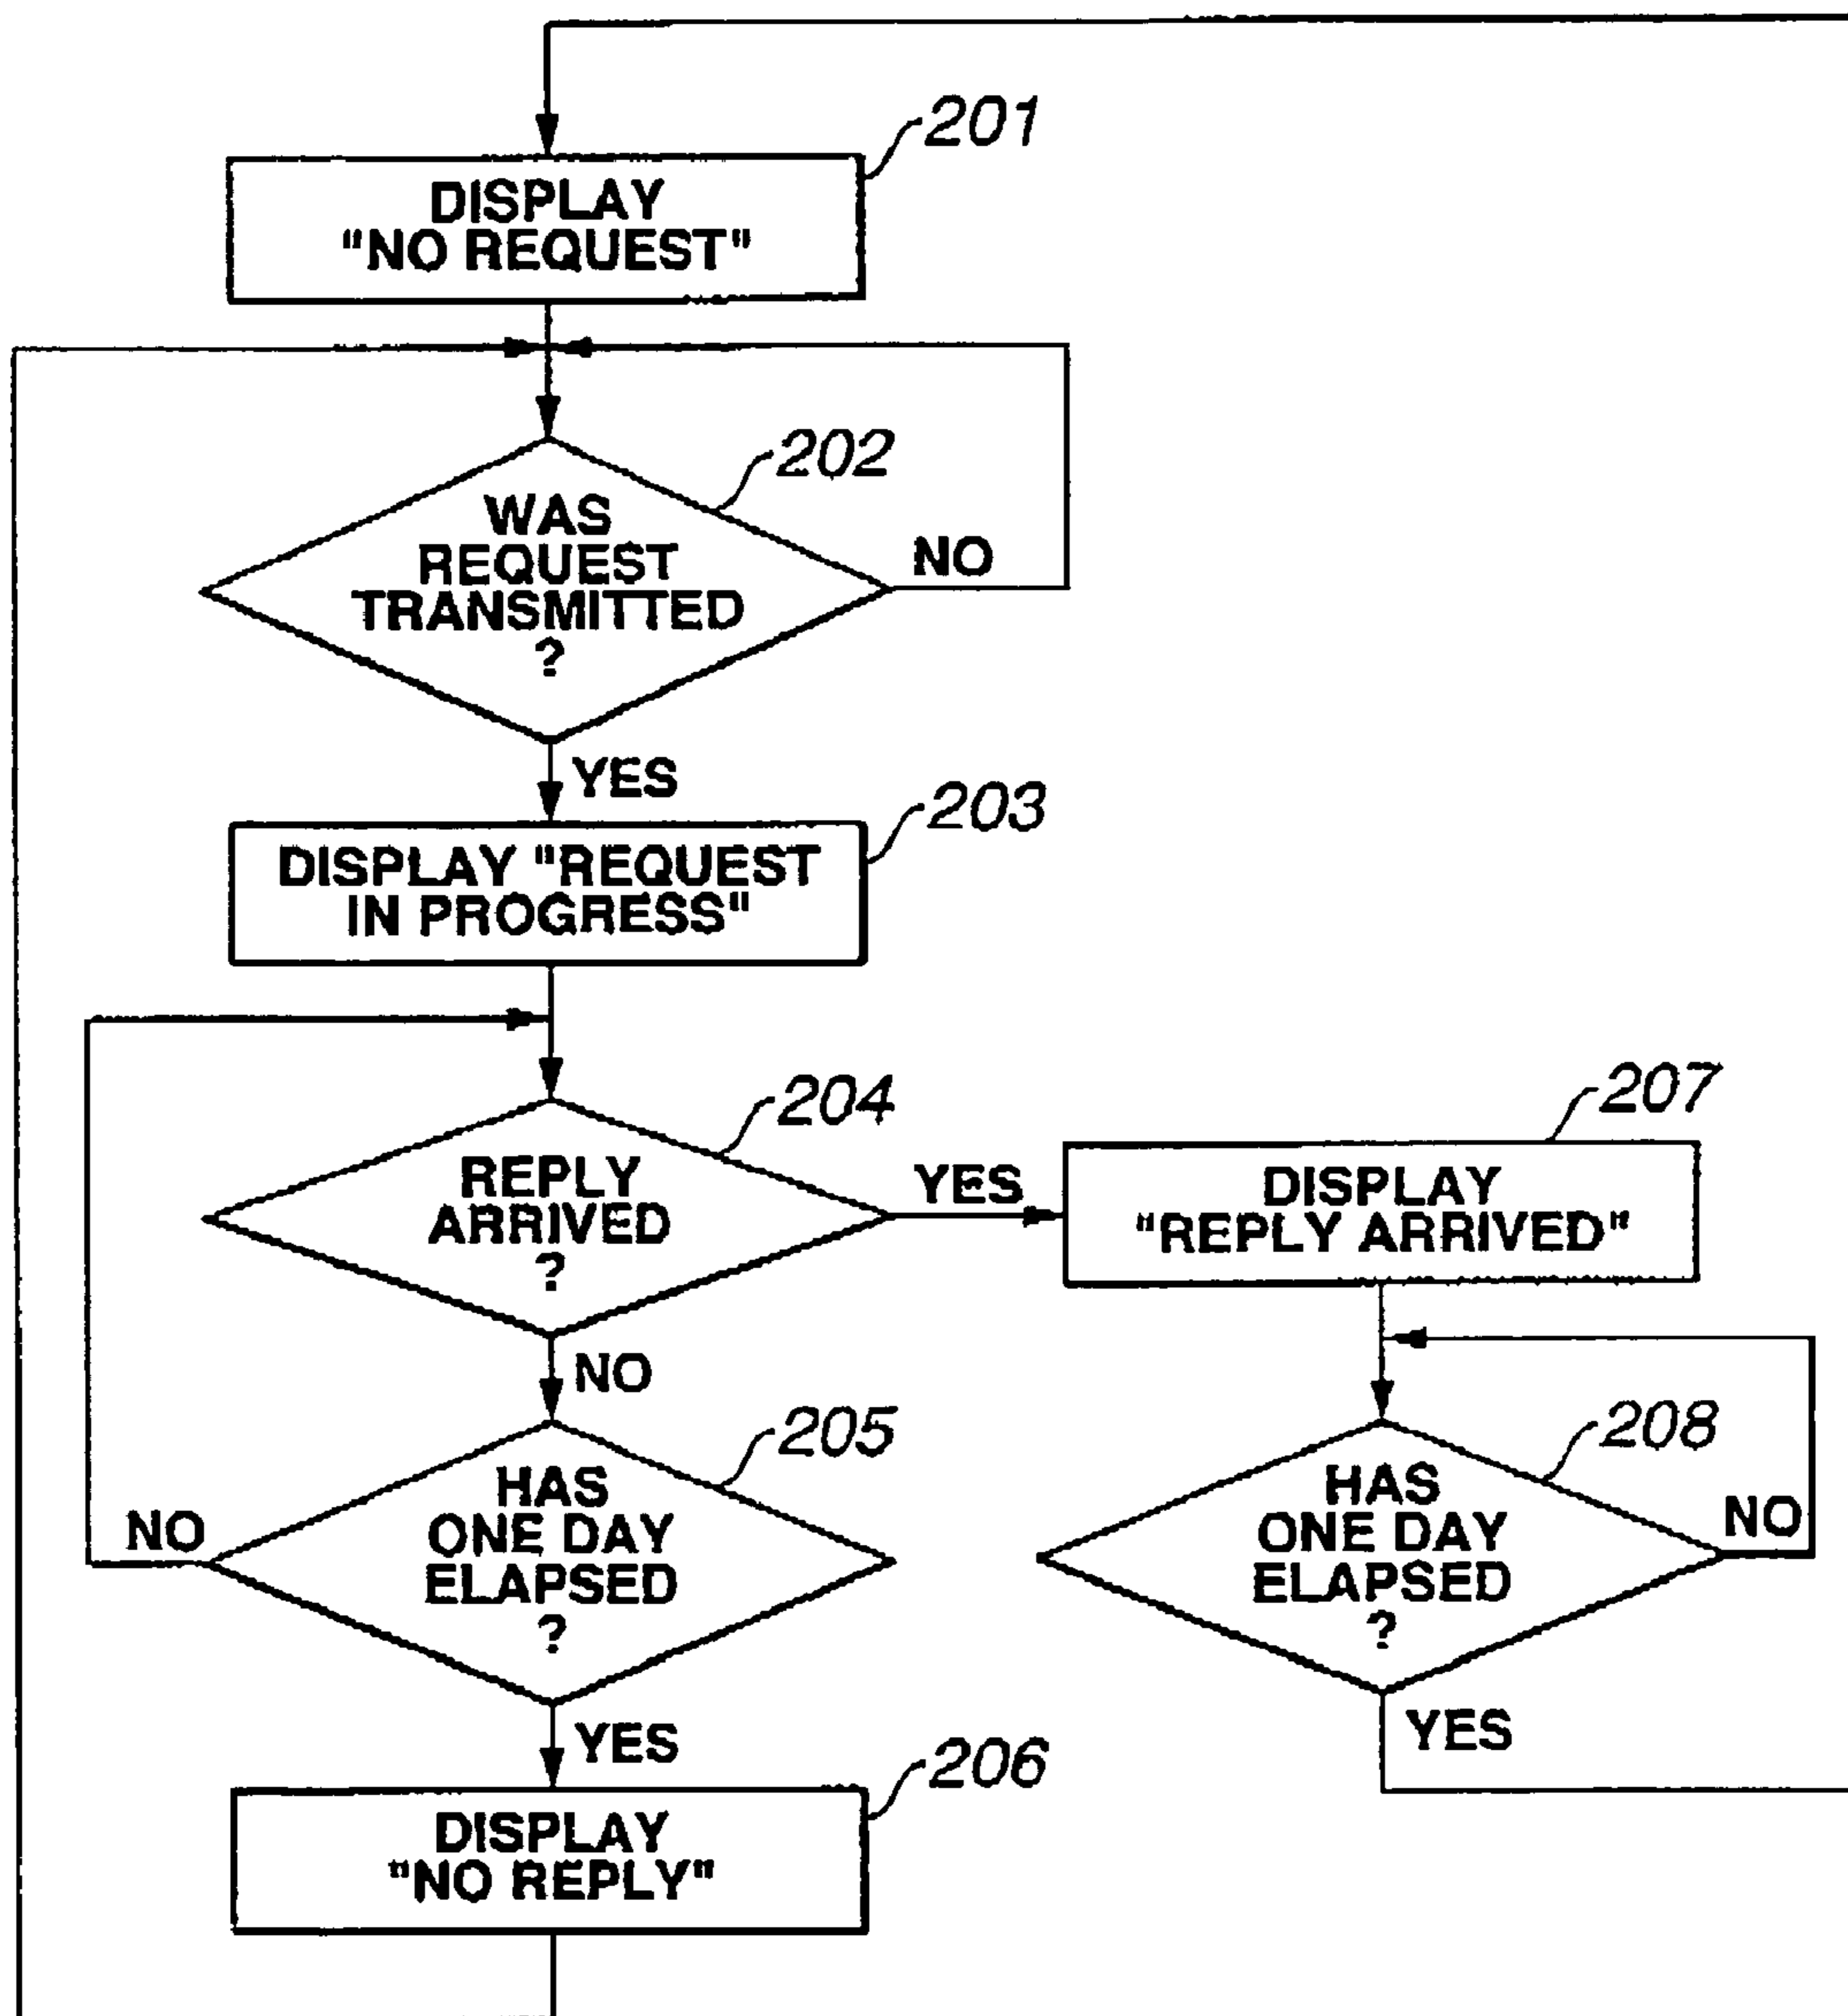 201
DISPLAY
"NO REQUEST"
202
WAS
REQUEST
TRANSMITTED
?
NO
YES
203
DISPLAY "REQUEST
IN PROGRESS"
204
REPLY
ARRIVED
?
YES
207
DISPLAY
"REPLY ARRIVED"
NO
205
HAS
ONE DAY
ELAPSED
?
NO
208
HAS
ONE DAY
ELAPSED
?
NO
YES
YES
206
DISPLAY
"NO REPLY"